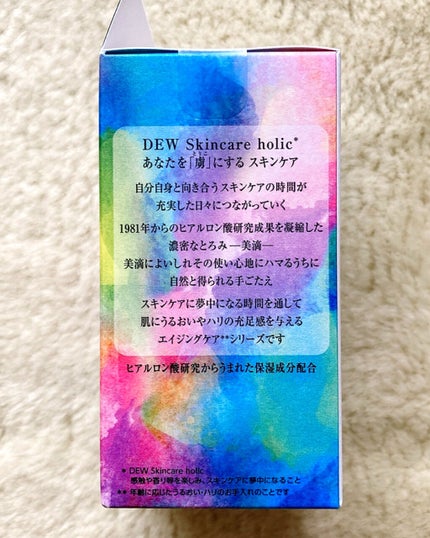 DEW Skincare holic*
あなたを「虜」にする スキンケア
自分自身と向き合うスキンケアの時間が
充実した日々につながっていく
1981年からのヒアルロン酸研究成果を凝縮した
濃密なとろみ ―美滴―
美滴によいしれその使い心地にハマるうちに
自然と得られる手ごたえ
スキンケアに夢中になる時間を通して
肌にうるおいやハリの充足感を与える
エイジングケア**シリーズです
ヒアルロン酸研究からうまれた保湿成分配合
* DEW Skincare holic
感触や香り等を楽しみ、スキンケアに夢中になること
** 年齢に応じたうるおい・ハリのお手入れのことです